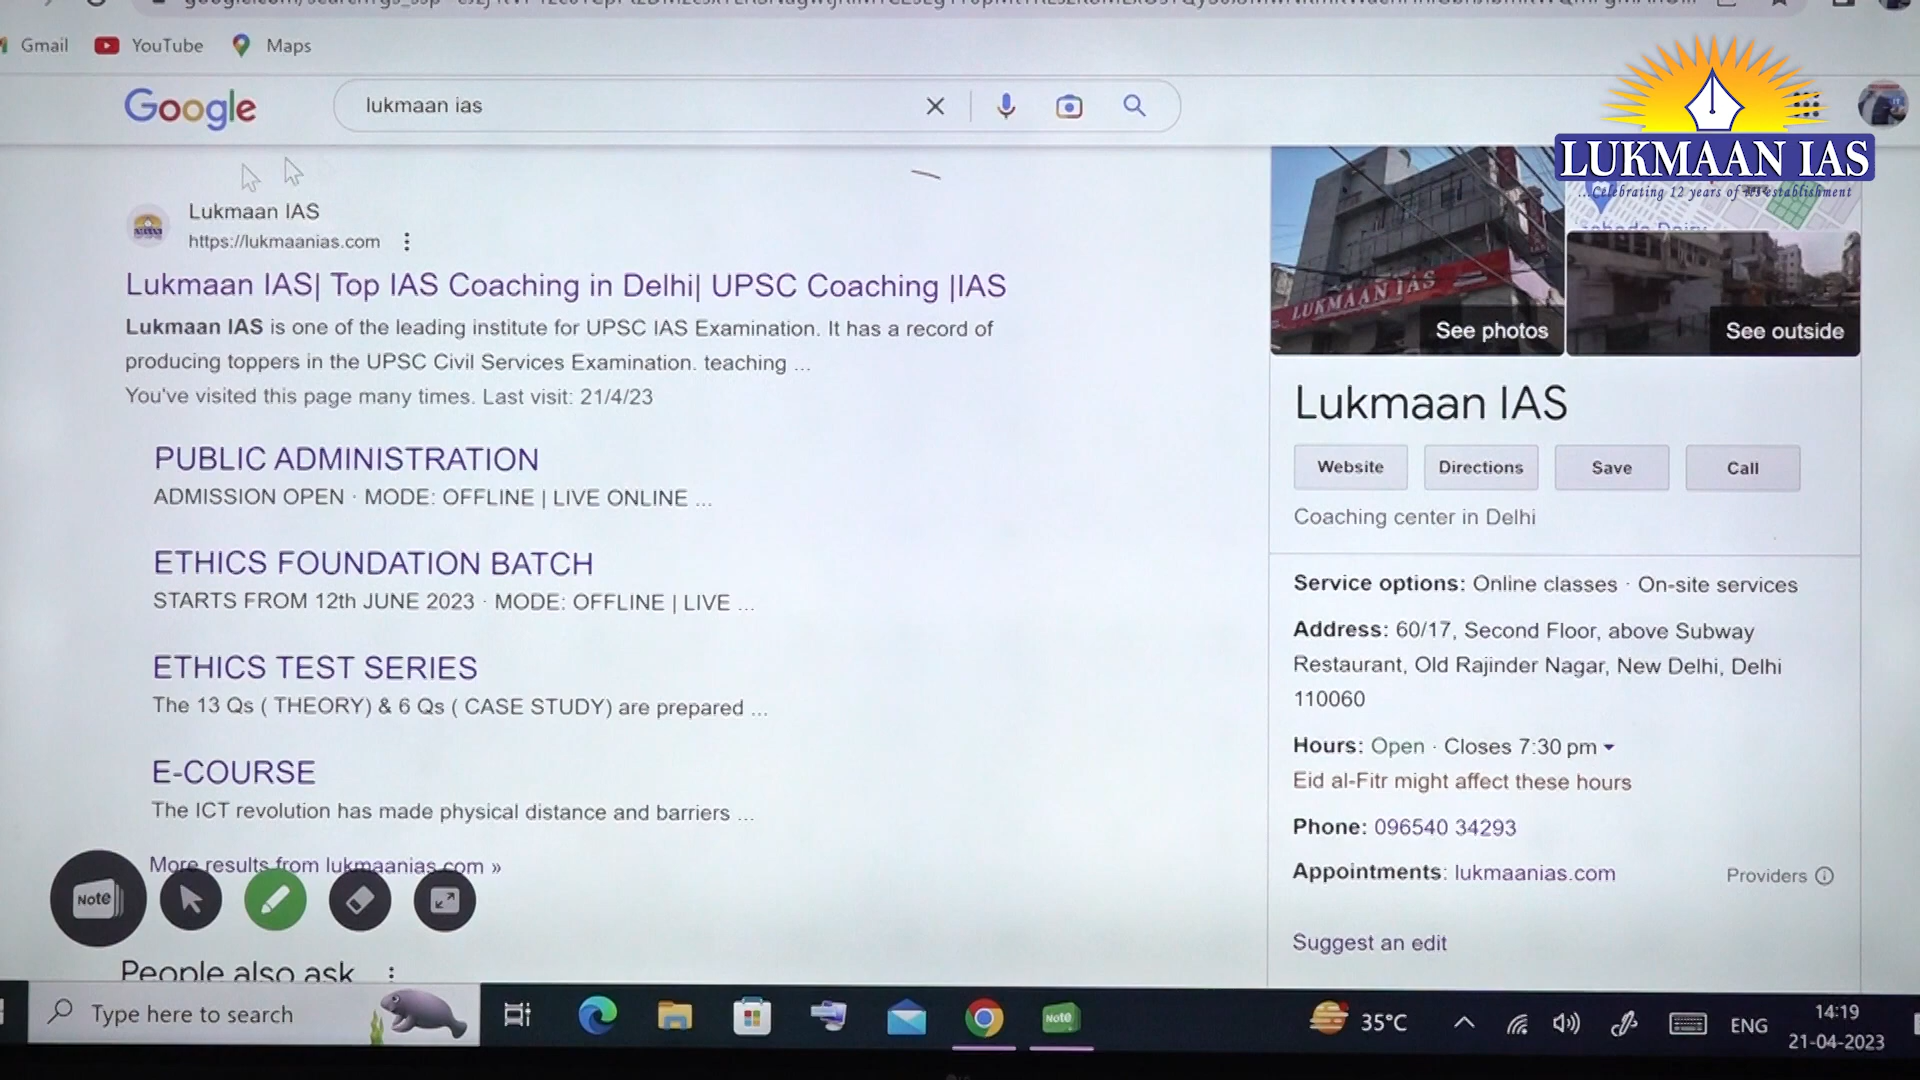 Gmail
YouTube
Maps
Google
lukmaan ias
LUKMAAN IAS
...Celebrating 12 years of its establishment
Lukmaan IAS
https://lukmaanias.com
Lukmaan IAS| Top IAS Coaching in Delhi| UPSC Coaching |IAS
Lukmaan IAS is one of the leading institute for UPSC IAS Examination. It has a record of
producing toppers in the UPSC Civil Services Examination. teaching ...
You've visited this page many times. Last visit: 21/4/23
PUBLIC ADMINISTRATION
ADMISSION OPEN · MODE: OFFLINE | LIVE ONLINE ...
ETHICS FOUNDATION BATCH
STARTS FROM 12th JUNE 2023 · MODE: OFFLINE | LIVE ...
ETHICS TEST SERIES
The 13 Qs ( THEORY) & 6 Qs ( CASE STUDY) are prepared ...
E-COURSE
The ICT revolution has made physical distance and barriers ...
More results from lukmaanias.com »
People also ask
LUKMAAN IAS
See photos
See outside
Lukmaan IAS
Website
Directions
Save
Call
Coaching center in Delhi
Service options: Online classes · On-site services
Address: 60/17, Second Floor, above Subway
Restaurant, Old Rajinder Nagar, New Delhi, Delhi
110060
Hours: Open · Closes 7:30 pm
Eid al-Fitr might affect these hours
Phone: 096540 34293
Appointments: lukmaanias.com
Providers
Suggest an edit
Note
Type here to search
Note
35°C
ENG
14:19
21-04-2023